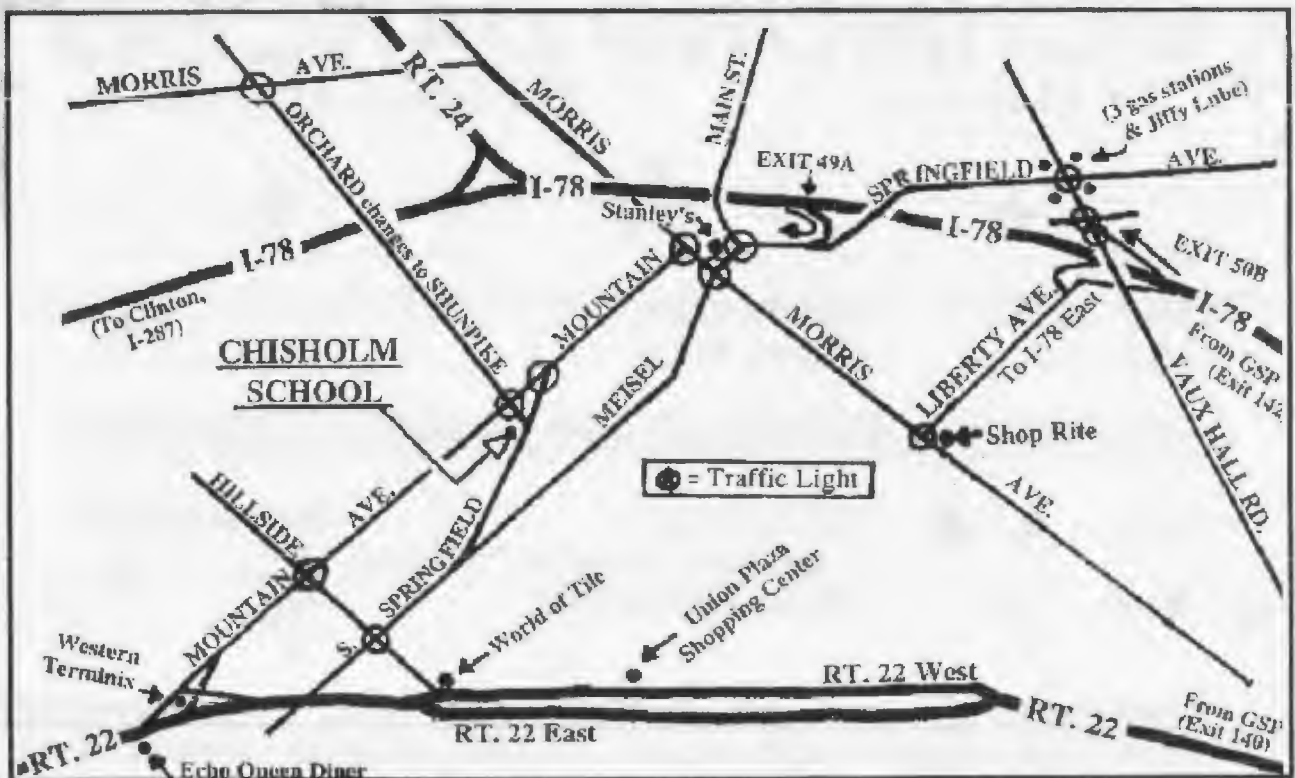 MORRIS AVE.
RT. 24
MORRIS
MAIN ST.
(3 gas stations
& Jiffy Lube)
ORCHARD changes to SHUNPIKE
EXIT 49A
SPRINGFIELD AVE.
I-78
Stanley's
I-78
I-78
EXIT 50B
I-78
(To Clinton,
I-287)
MOUNTAIN
MORRIS
LIBERTY AVE.
To I-78 East
From GSP
(Exit 142
CHISHOLM
SCHOOL
MEISEL
VAUX HALL RD.
Shop Rite
= Traffic Light
AVE.
HILLSIDE
AVE.
S. SPRINGFIELD
MOUNTAIN
World of Tile
Union Plaza
Shopping Center
Western
Terminix
RT. 22 West
RT. 22
RT. 22 East
RT. 22
From GSP
(Exit 140)
Echo Queen Diner